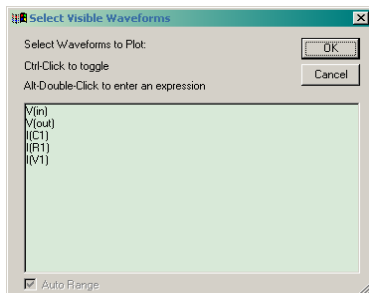 Select Visible Waveforms
Select Waveforms to Plot:
OK
Ctrl-Click to toggle
Cancel
Alt-Double-Click to enter an expression
V(in)
V(out)
I(C1)
I(R1)
I(V1)
Auto Range